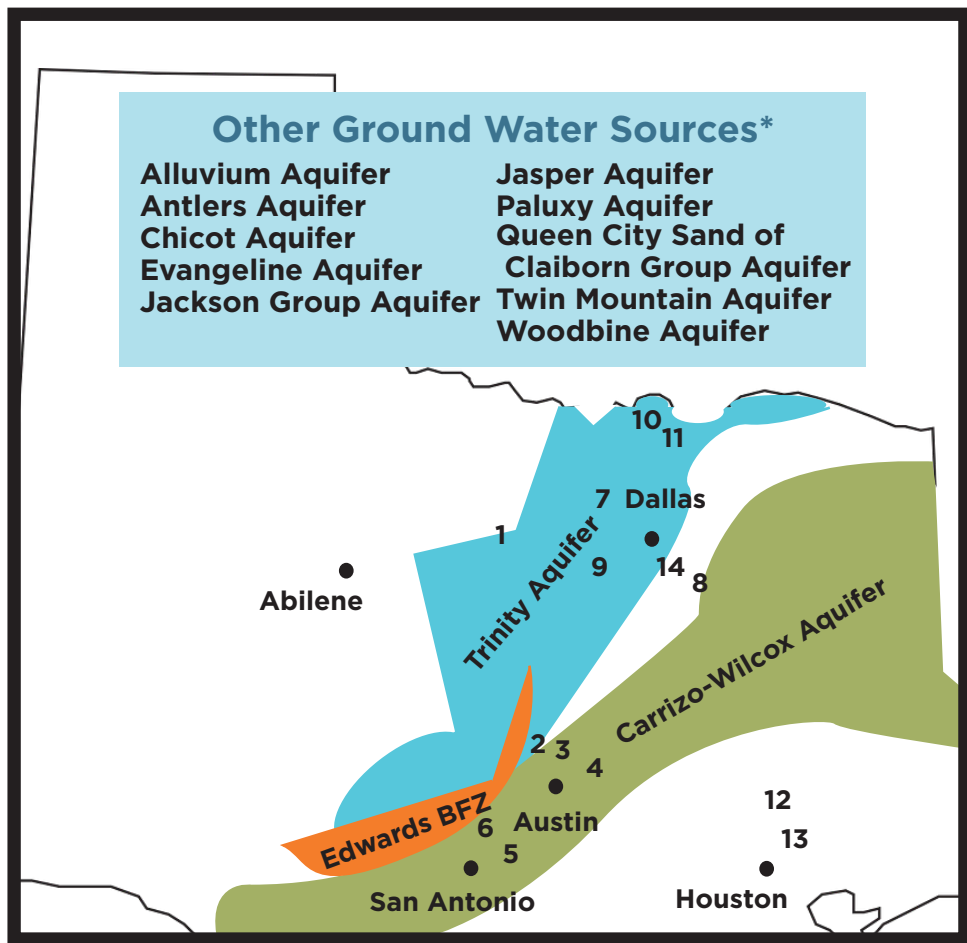 Other Ground Water Sources*
Alluvium Aquifer
Antlers Aquifer
Chicot Aquifer
Evangeline Aquifer
Jackson Group Aquifer
Jasper Aquifer
Paluxy Aquifer
Queen City Sand of
Claiborn Group Aquifer
Twin Mountain Aquifer
Woodbine Aquifer
10
11
7
Dallas
1
9
14
8
Abilene
Trinity Aquifer
Carrizo-Wilcox Aquifer
2
3
4
Edwards BFZ
6
Austin
5
San Antonio
12
13
Houston